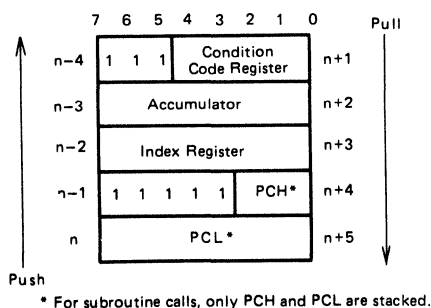 7 6 5 4 3 2 1 0 Pull
n-4 1 1 1 Condition Code Register n+1
n-3 Accumulator n+2
n-2 Index Register n+3
n-1 1 1 1 1 1 PCH* n+4
n PCL* n+5
Push
* For subroutine calls, only PCH and PCL are stacked.